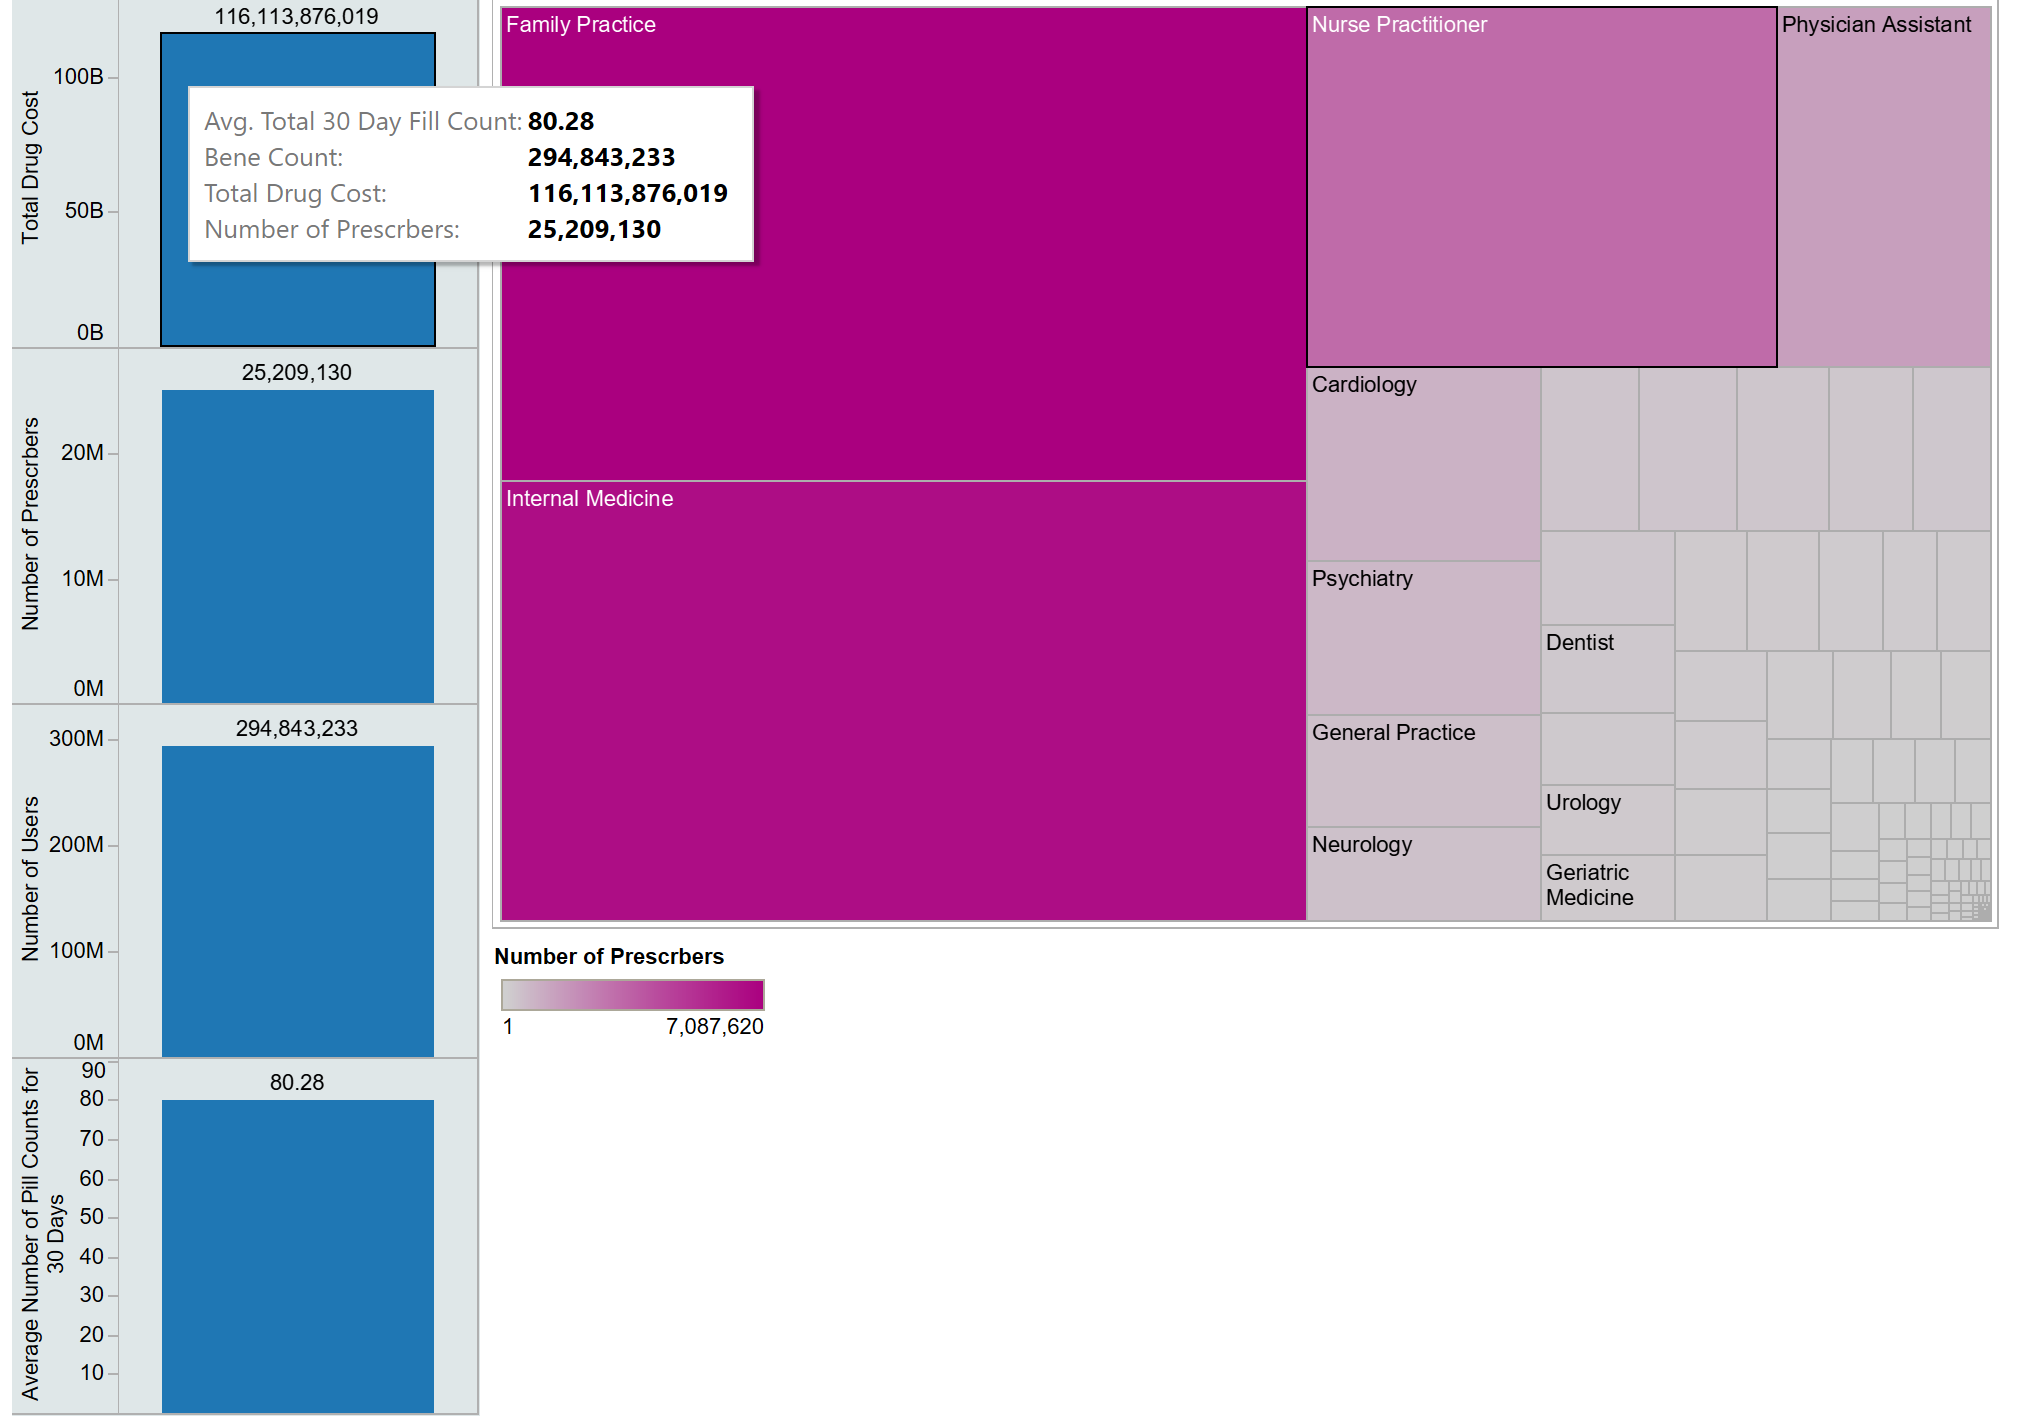 116,113,876,019
Total Drug Cost
100B
50B
0B
Avg. Total 30 Day Fill Count: 80.28
Bene Count: 294,843,233
Total Drug Cost: 116,113,876,019
Number of Prescrbers: 25,209,130
25,209,130
Number of Prescrbers
20M
10M
0M
294,843,233
Number of Users
300M
200M
100M
0M
80.28
Average Number of Pill Counts for
30 Days
90
80
70
60
50
40
30
20
10
Family Practice
Internal Medicine
Nurse Practitioner
Physician Assistant
Cardiology
Psychiatry
General Practice
Neurology
Dentist
Urology
Geriatric
Medicine
Number of Prescrbers
1 7,087,620